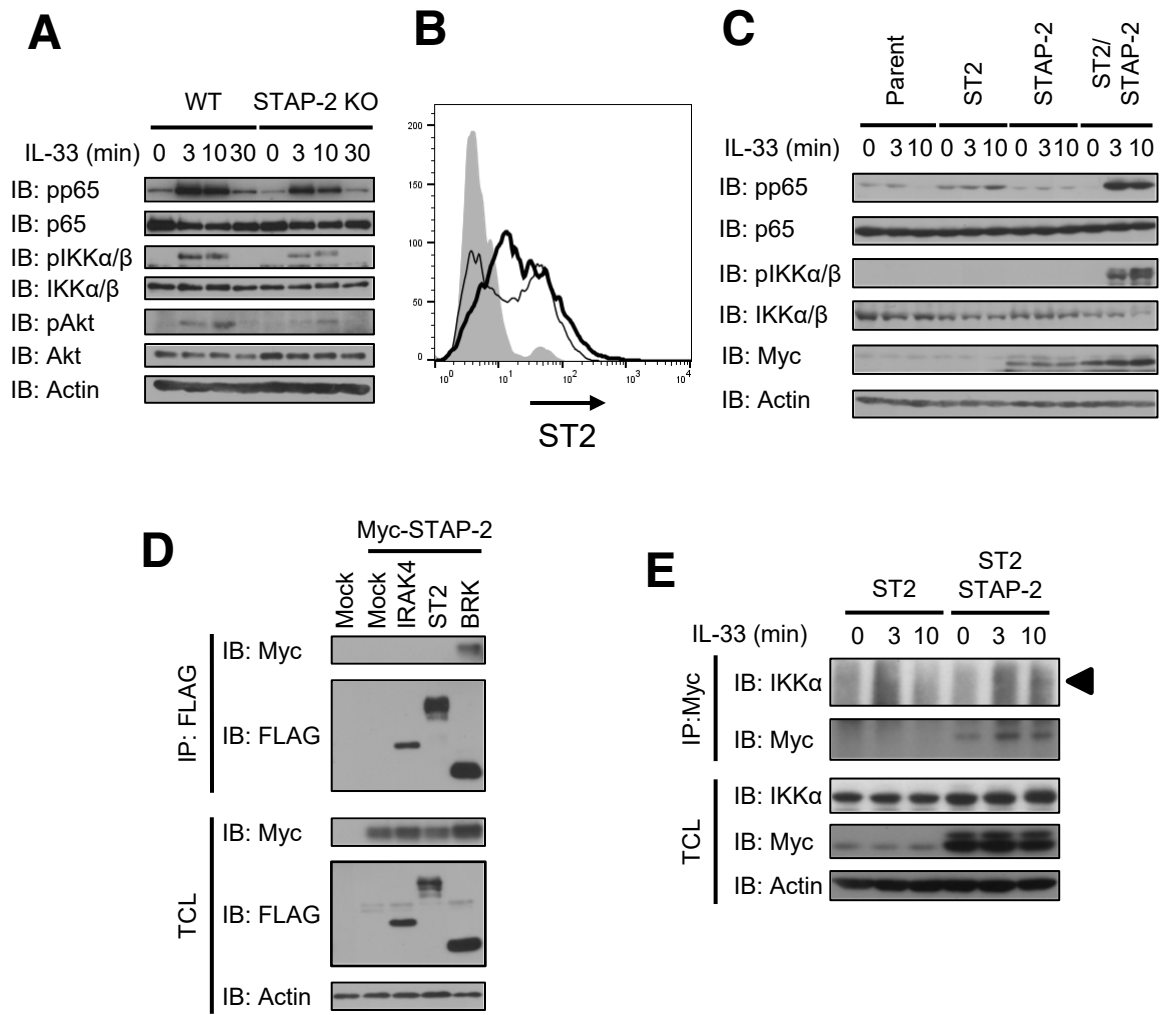 A
WT STAP-2 KO
IL-33 (min) 0 3 10 30 0 3 10 30
IB: pp65
IB: p65
IB: pIKKα/β
IB: IKKα/β
IB: pAkt
IB: Akt
IB: Actin
B
200
150
100
50
0
10⁰ 10¹ 10² 10³ 10⁴
ST2
C
Parent ST2 STAP-2 ST2/
STAP-2
IL-33 (min) 0 3 10 0 3 10 0 3 10 0 3 10
IB: pp65
IB: p65
IB: pIKKα/β
IB: IKKα/β
IB: Myc
IB: Actin
D
Myc-STAP-2
Mock Mock IRAK4 ST2 BRK
IP: FLAG
IB: Myc
IB: FLAG
TCL
IB: Myc
IB: FLAG
IB: Actin
E
ST2 ST2
STAP-2
IL-33 (min) 0 3 10 0 3 10
IP:Myc
IB: IKKα
IB: Myc
TCL
IB: IKKα
IB: Myc
IB: Actin